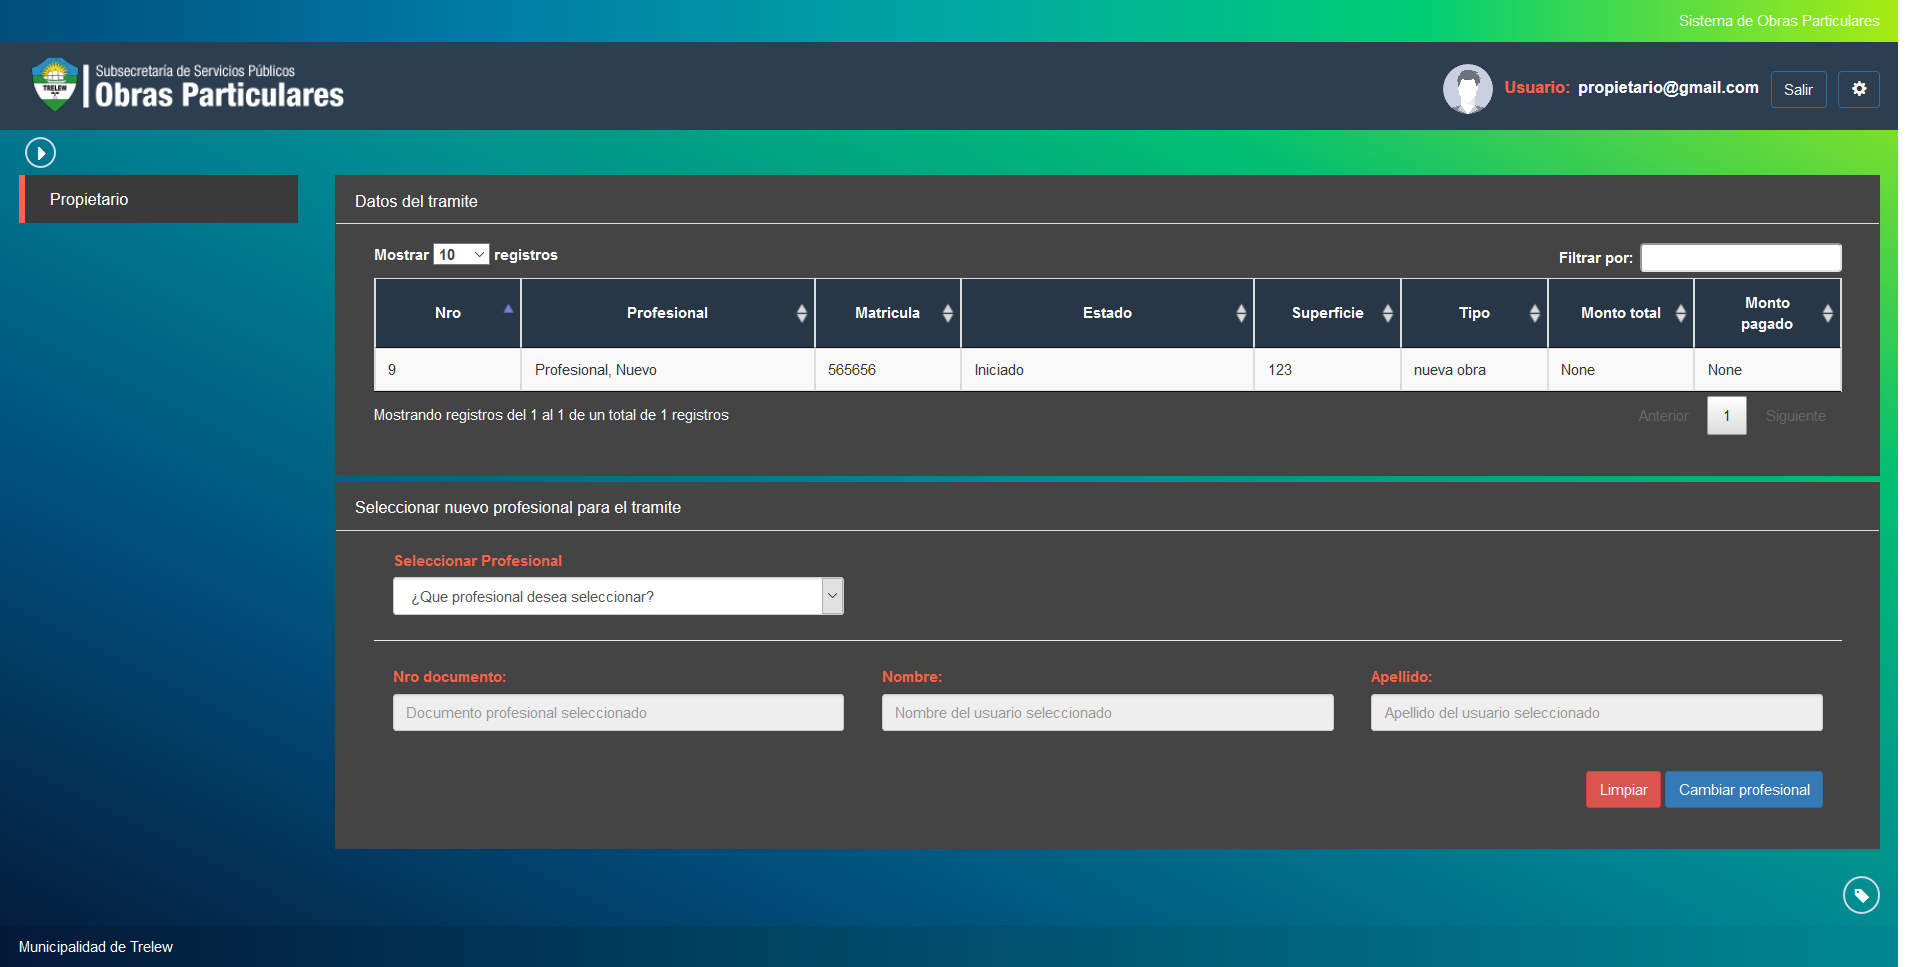 Sistema de Obras Particulares
TRELEW
Subsecretaría de Servicios Públicos
Obras Particulares
Usuario: propietario@gmail.com
Salir
Propietario
Datos del tramite
Mostrar 10 registros
Filtrar por:
Nro Profesional Matricula Estado Superficie Tipo Monto total Monto pagado
9 Profesional, Nuevo 565656 Iniciado 123 nueva obra None None
Mostrando registros del 1 al 1 de un total de 1 registros
Anterior 1 Siguiente
Seleccionar nuevo profesional para el tramite
Seleccionar Profesional
¿Que profesional desea seleccionar?
Nro documento: Nombre: Apellido:
Documento profesional seleccionado Nombre del usuario seleccionado Apellido del usuario seleccionado
Limpiar Cambiar profesional
Municipalidad de Trelew